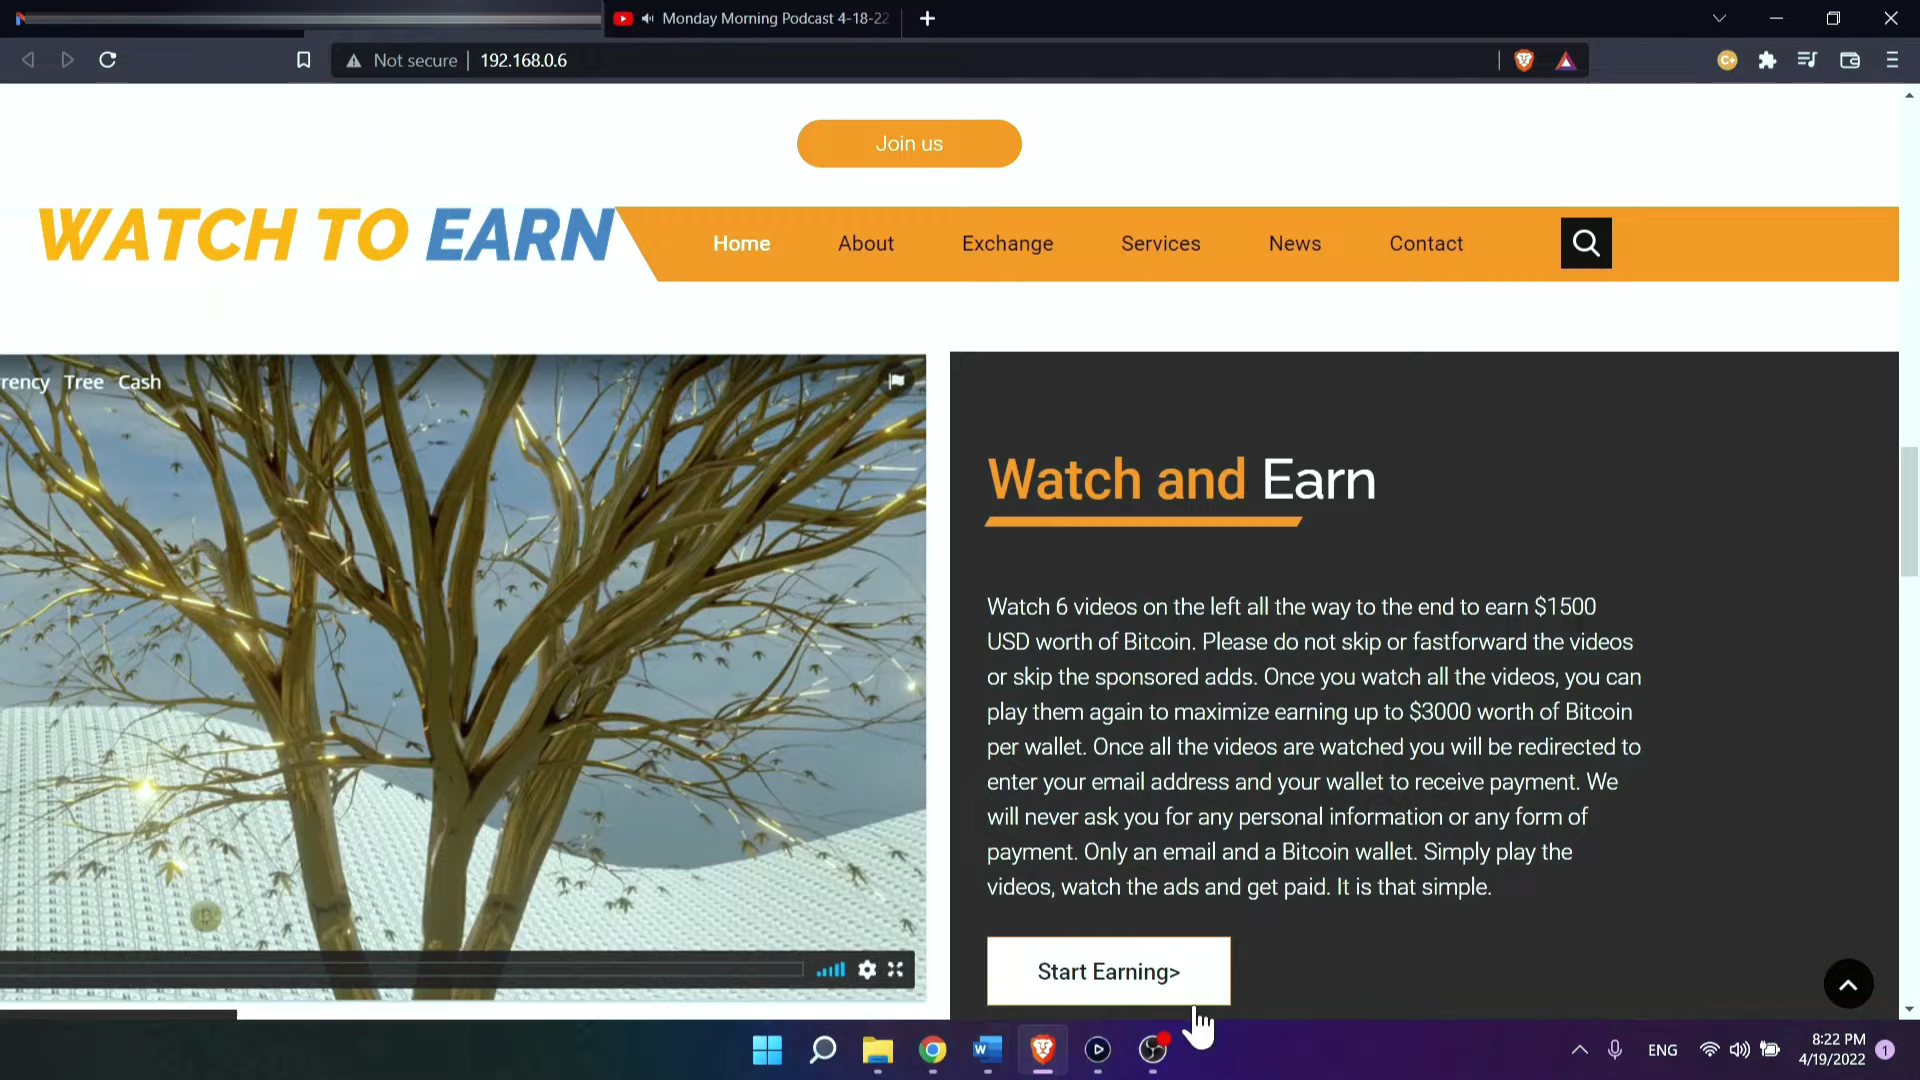 Monday Morning Podcast 4-18-22
Not secure
192.168.0.6
Join us
WATCH TO EARN
Home
About
Exchange
Services
News
Contact
rency Tree Cash
Watch and Earn
Watch 6 videos on the left all the way to the end to earn $1500
USD worth of Bitcoin. Please do not skip or fastforward the videos
or skip the sponsored adds. Once you watch all the videos, you can
play them again to maximize earning up to $3000 worth of Bitcoin
per wallet. Once all the videos are watched you will be redirected to
enter your email address and your wallet to receive payment. We
will never ask you for any personal information or any form of
payment. Only an email and a Bitcoin wallet. Simply play the
videos, watch the ads and get paid. It is that simple.
Start Earning>
ENG
8:22 PM
4/19/2022
1